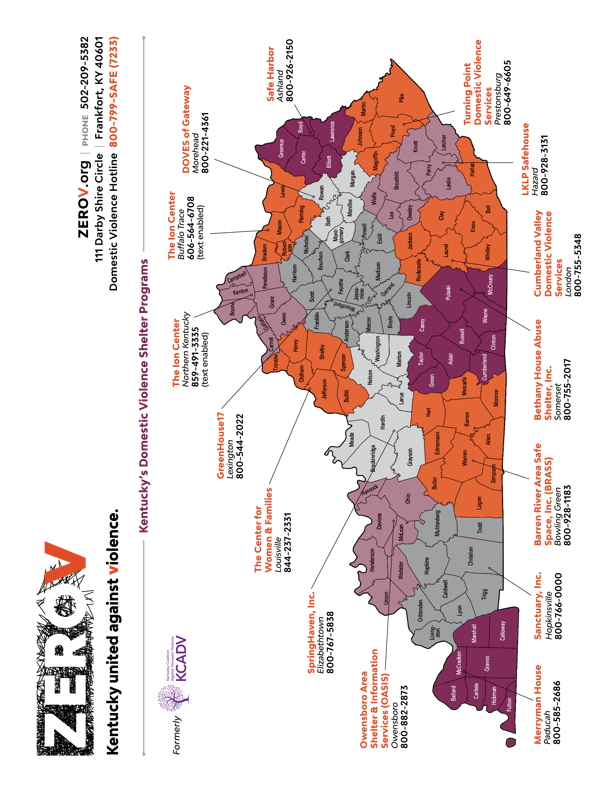 ZEROV
Kentucky united against violence.
ZEROV.org | PHONE 502-209-5382
111 Darby Shire Circle | Frankfort, KY 40601
Domestic Violence Hotline 800-799-SAFE (7233)
Kentucky's Domestic Violence Shelter Programs
Formerly
KCADV
The Ion Center
Northern Kentucky
859-491-3335
(text enabled)
The Ion Center
Buffalo Trace
606-564-6708
(text enabled)
DOVES of Gateway
Morehead
800-221-4361
Safe Harbor
Ashland
800-926-2150
GreenHouse17
Lexington
800-544-2022
The Center for
Women & Families
Louisville
844-237-2331
SpringHaven, Inc.
Elizabethtown
800-767-5838
Owensboro Area
Shelter & Information
Services (OASIS)
Owensboro
800-882-2873
Campbell
Kenton
Boone
Pendleton
Grant
Owen
Carroll
Trimble
Bracken
Mason
Lewis
Fleming
Greenup
Boyd
Carter
Lawrence
Elliott
Rowan
Bath
Morgan
Menifee
Mont-
gomery
Harrison
Nicholas
Bourbon
Scott
Franklin
Fayette
Clark
Powell
Estill
Madison
Jessa-
mine
Woodford
Anderson
Mercer
Garrard
Boyle
Lincoln
Henry
Oldham
Shelby
Jefferson
Spencer
Bullitt
Nelson
Washington
Marion
Larue
Hardin
Meade
Breckinridge
Grayson
Martin
Johnson
Pike
Floyd
Magoffin
Wolfe
Breathitt
Knott
Letcher
Perry
Leslie
Lee
Owsley
Harlan
Jackson
Clay
Rockcastle
Laurel
Knox
Bell
Whitley
Pulaski
McCreary
Wayne
Casey
Russell
Taylor
Adair
Green
Clinton
Cumberland
Hart
Metcalfe
Monroe
Barren
Edmonson
Allen
Warren
Butler
Simpson
Logan
Hancock
Ohio
Daviess
McLean
Henderson
Webster
Union
Muhlenberg
Todd
Hopkins
Christian
Caldwell
Crittenden
Lyon
Trigg
Living-
ston
Marshall
Calloway
McCracken
Graves
Ballard
Carlisle
Hickman
Fulton
Merryman House
Paducah
800-585-2686
Sanctuary, Inc.
Hopkinsville
800-766-0000
Barren River Area Safe
Space, Inc. (BRASS)
Bowling Green
800-928-1183
Bethany House Abuse
Shelter, Inc.
Somerset
800-755-2017
Cumberland Valley
Domestic Violence
Services
London
800-755-5348
LKLP Safehouse
Hazard
800-928-3131
Turning Point
Domestic Violence
Services
Prestonsburg
800-649-6605